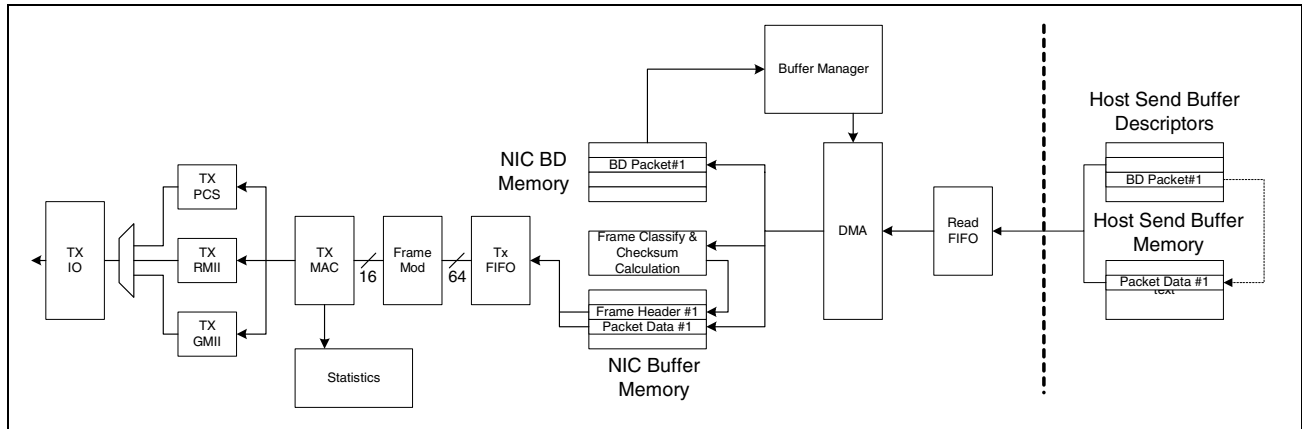 Buffer Manager
Host Send Buffer
Descriptors
BD Packet#1
Host Send Buffer
Memory
Packet Data #1
text
NIC BD
Memory
BD Packet#1
DMA
Read
FIFO
Frame Classify &
Checksum
Calculation
Frame Header #1
Packet Data #1
NIC Buffer
Memory
Tx
FIFO
64
Frame
Mod
16
TX
MAC
Statistics
TX
PCS
TX
RMII
TX
GMII
TX
IO